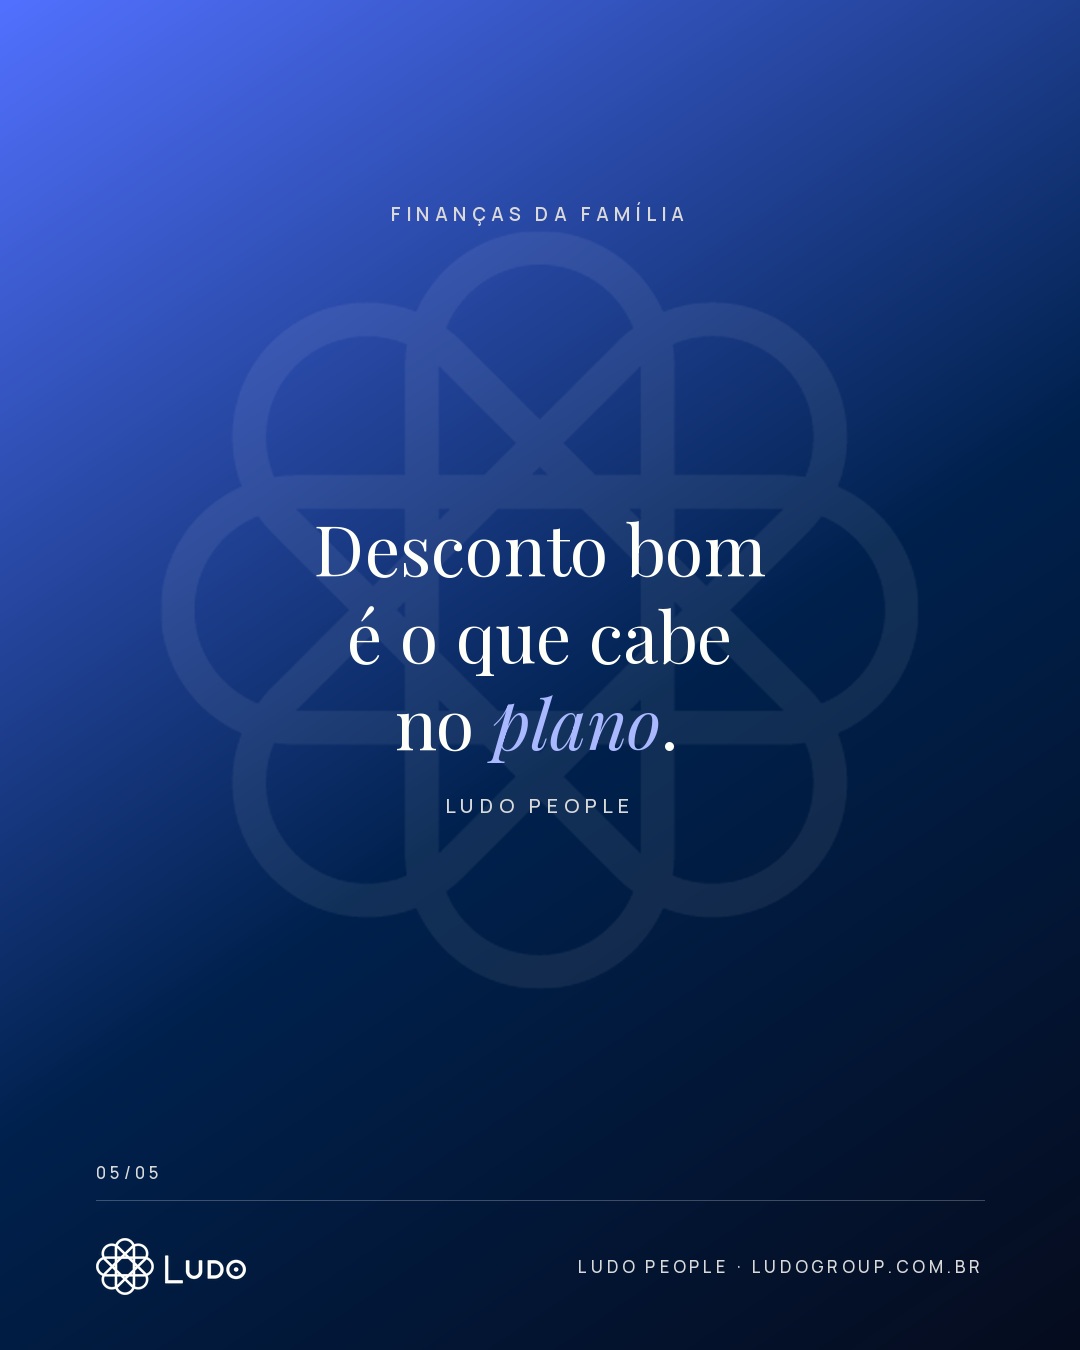 FINANÇAS DA FAMÍLIA
Desconto bom
é o que cabe
no plano.
LUDO PEOPLE
05/05
LUDO
LUDO PEOPLE · LUDOGROUP.COM.BR